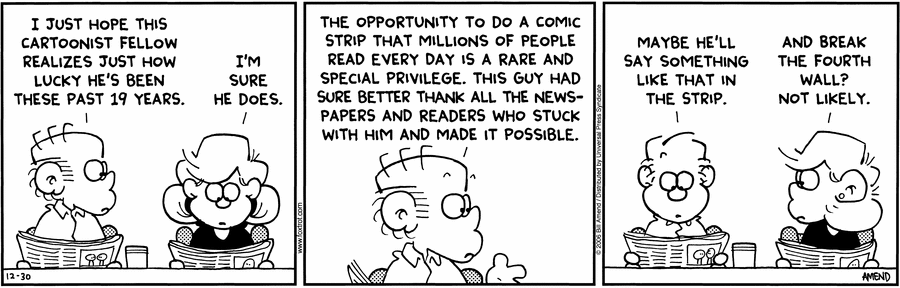 I JUST HOPE THIS
CARTOONIST FELLOW
REALIZES JUST HOW
LUCKY HE'S BEEN
THESE PAST 19 YEARS.
I'M
SURE
HE DOES.
12-30
THE OPPORTUNITY TO DO A COMIC
STRIP THAT MILLIONS OF PEOPLE
READ EVERY DAY IS A RARE AND
SPECIAL PRIVILEGE. THIS GUY HAD
SURE BETTER THANK ALL THE NEWS-
PAPERS AND READERS WHO STUCK
WITH HIM AND MADE IT POSSIBLE.
www.foxtrot.com
© 2006 Bill Amend / Distributed by Universal Press Syndicate
MAYBE HE'LL
SAY SOMETHING
LIKE THAT IN
THE STRIP.
AND BREAK
THE FOURTH
WALL?
NOT LIKELY.
AMEND